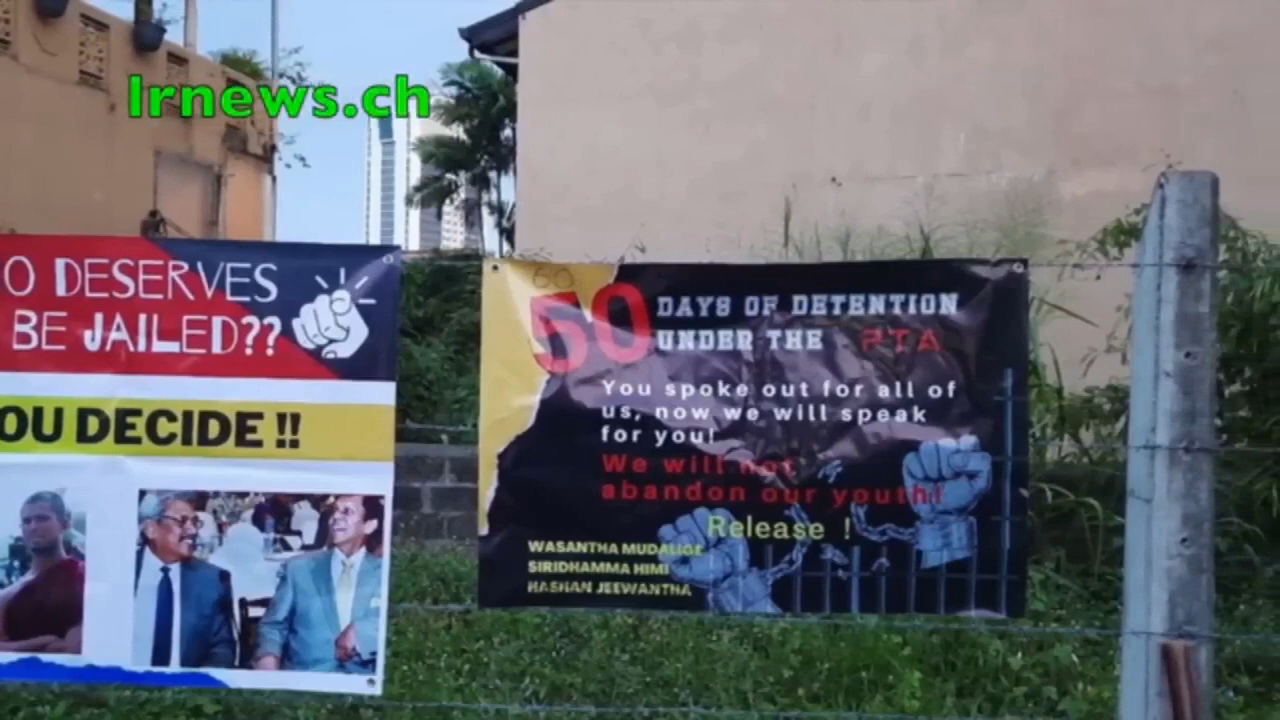 lrnews.ch
O DESERVES
BE JAILED??
OU DECIDE !!
60
50 DAYS OF DETENTION
UNDER THE PTA
You spoke out for all of
us, now we will speak
for you!
We will not
abandon our youth!
Release !
WASANTHA MUDALIGE
SIRIDHAMMA HIMI
HASHAN JEEWANTHA